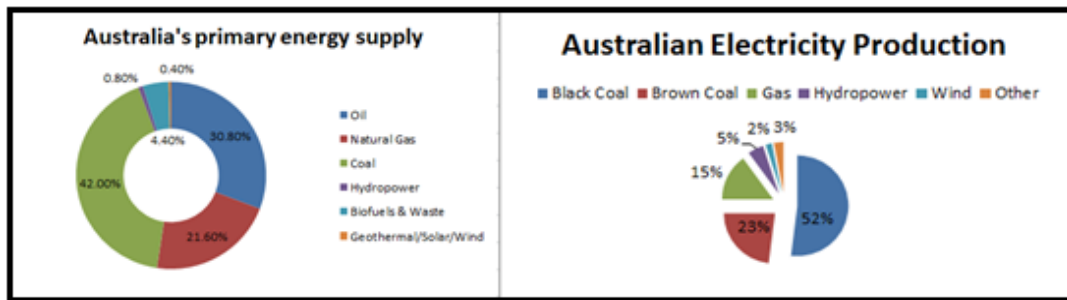 Australia's primary energy supply
0.40%
0.80%
4.40%
30.80%
42.00%
21.60%
Oil
Natural Gas
Coal
Hydropower
Biofuels & Waste
Geothermal/Solar/Wind
Australian Electricity Production
Black Coal Brown Coal Gas Hydropower Wind Other
5% 2% 3%
15%
23% 52%